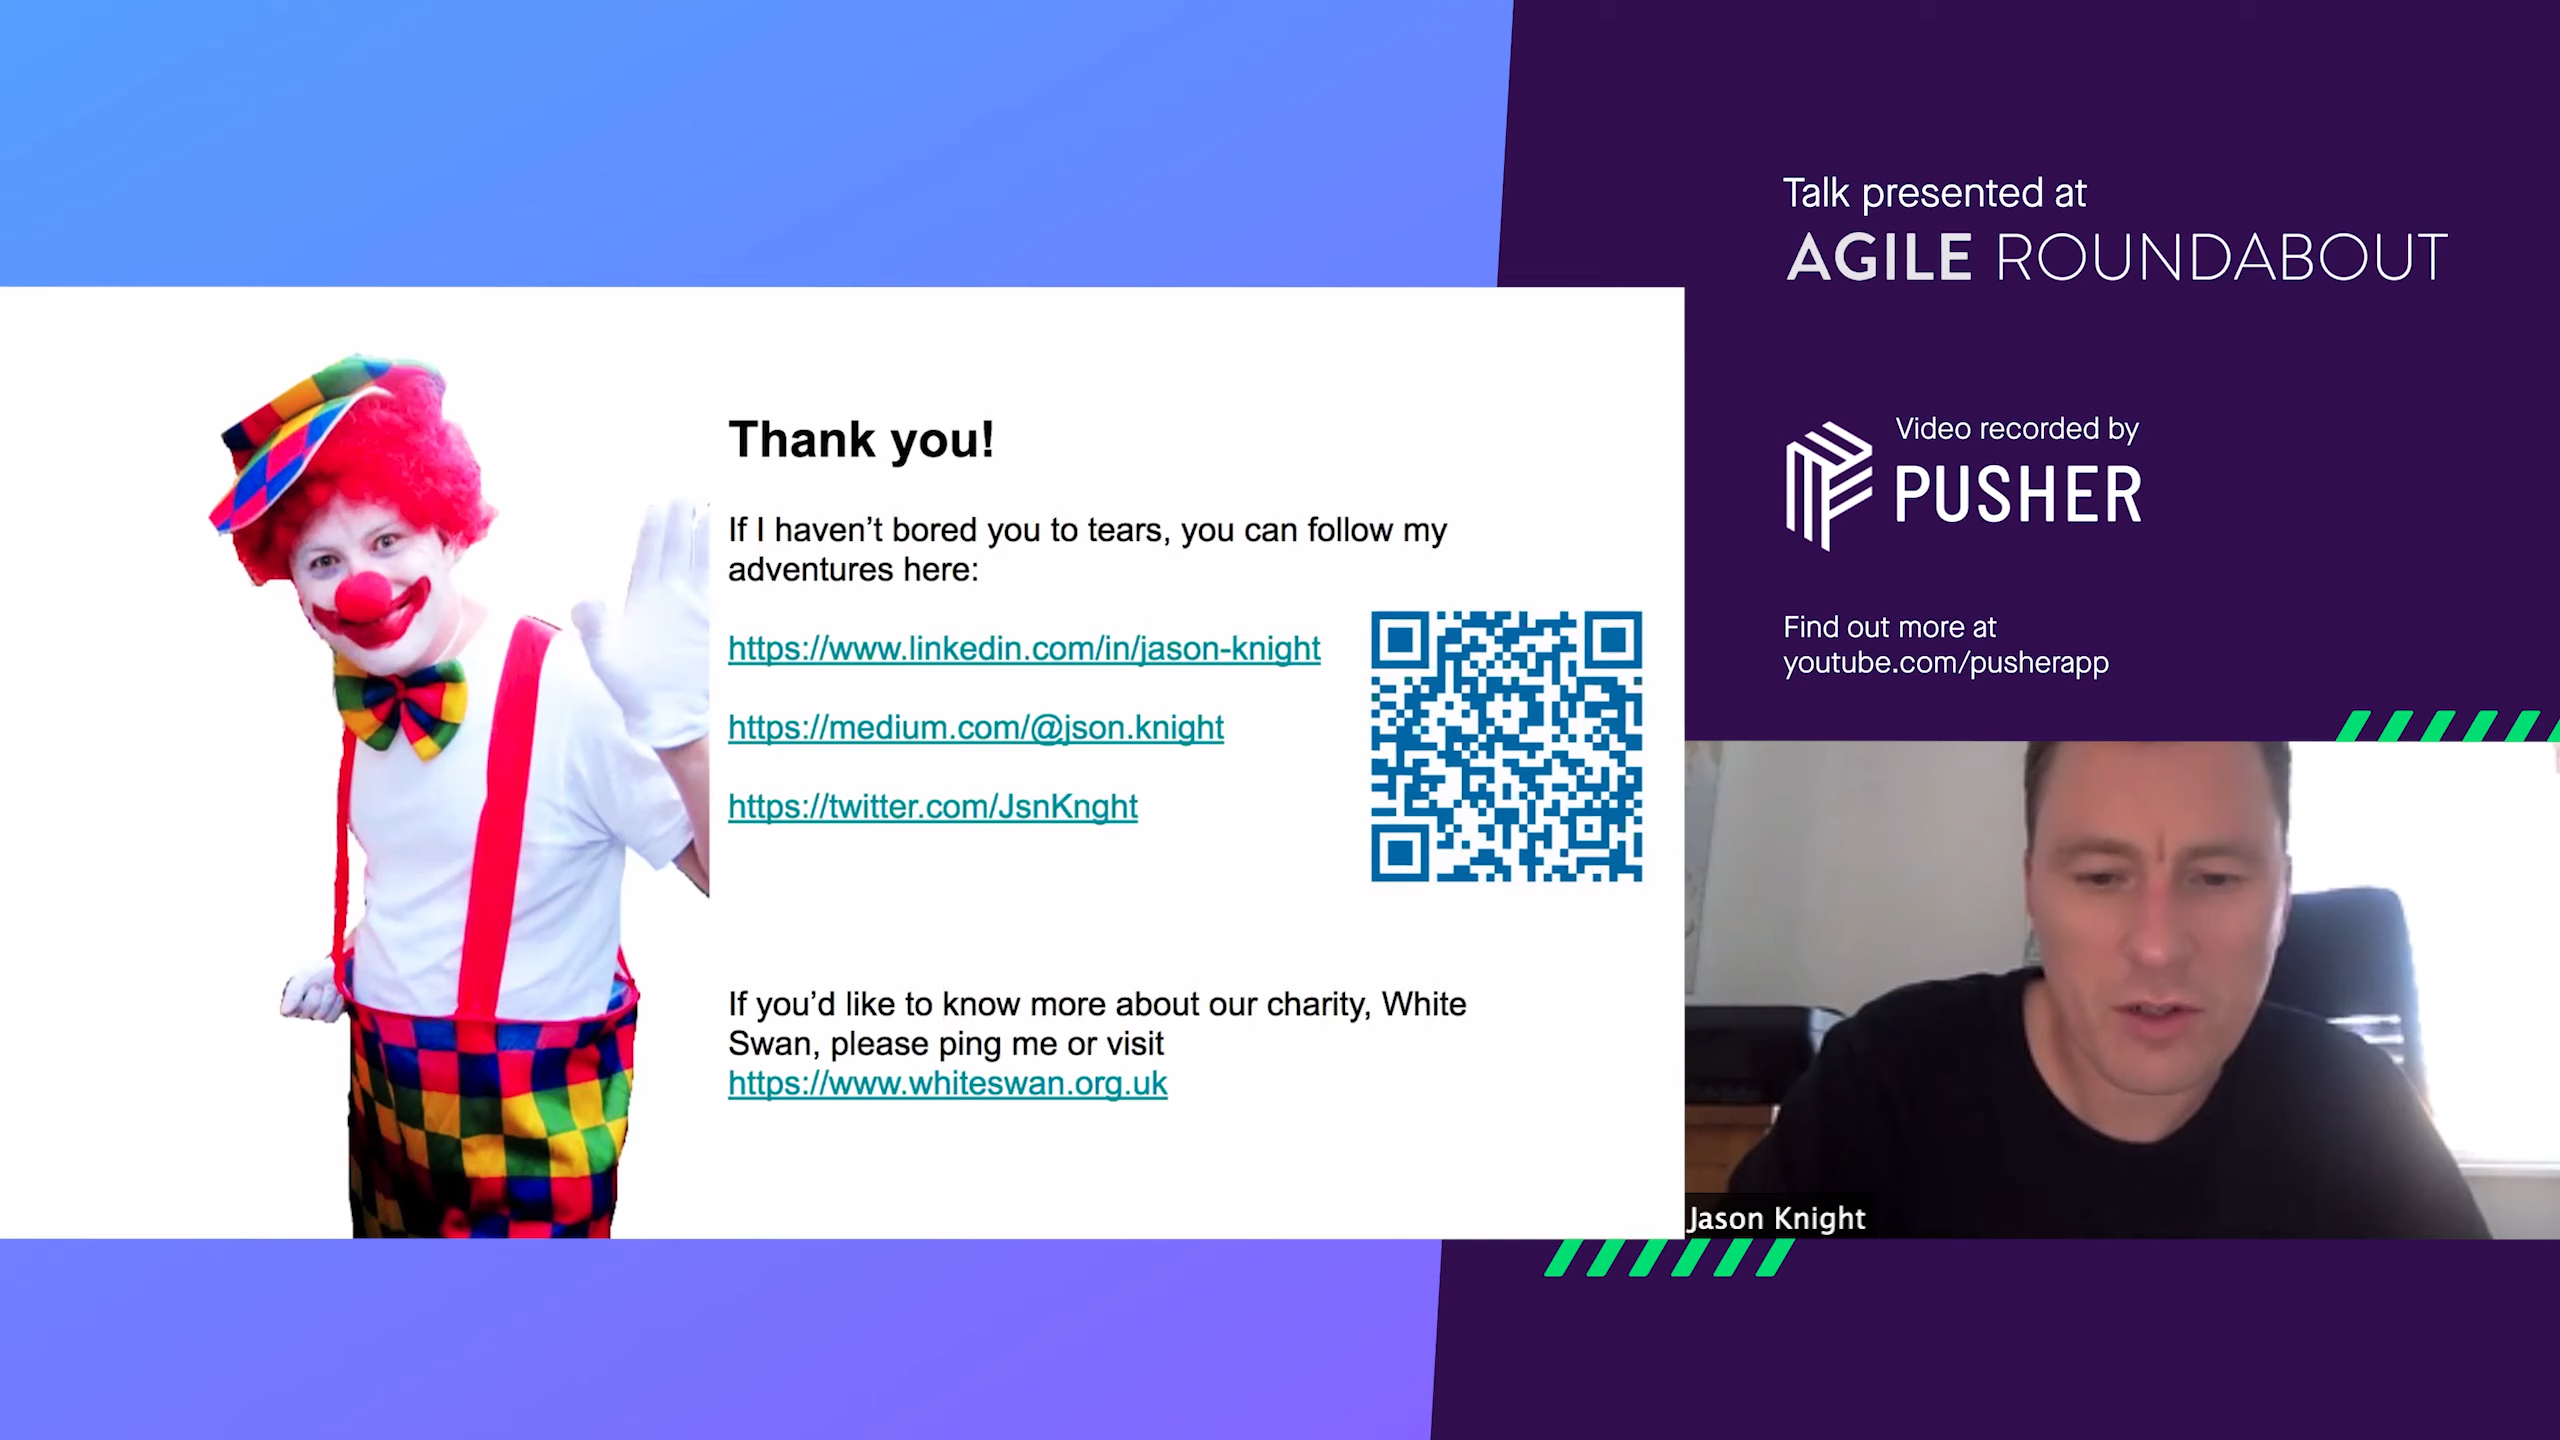 Thank you!
If I haven’t bored you to tears, you can follow my
adventures here:
https://www.linkedin.com/in/jason-knight
https://medium.com/@json.knight
https://twitter.com/JsnKnght
If you’d like to know more about our charity, White
Swan, please ping me or visit
https://www.whiteswan.org.uk
Talk presented at
AGILE ROUNDABOUT
Video recorded by
PUSHER
Find out more at
youtube.com/pusherapp
Jason Knight